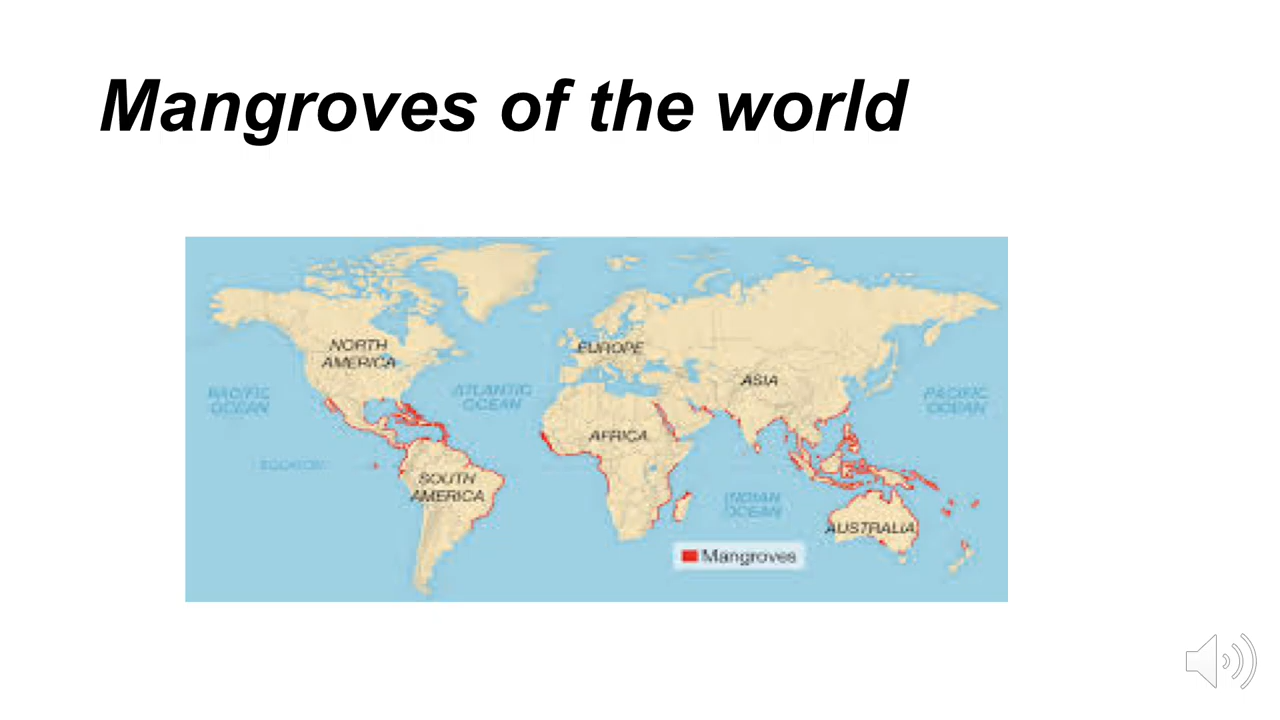 Mangroves of the world
NORTH
AMERICA
EUROPE
ASIA
PACIFIC
OCEAN
ATLANTIC
OCEAN
PACIFIC
OCEAN
AFRICA
EQUATOR
SOUTH
AMERICA
INDIAN
OCEAN
AUSTRALIA
Mangroves